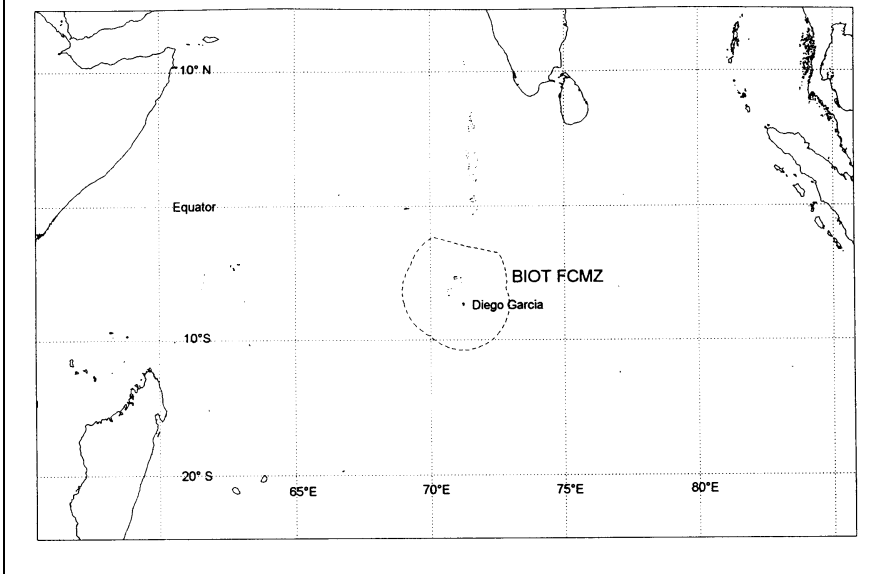 10° N
Equator
BIOT FCMZ
Diego Garcia
10°S
20° S
65°E
70°E
75°E
80°E